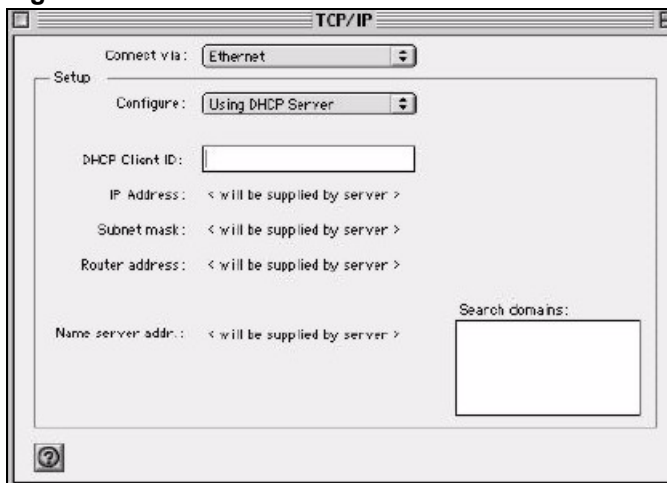 TCP/IP
Connect via: Ethernet
Setup
Configure: Using DHCP Server
DHCP Client ID:
IP Address: < will be supplied by server >
Subnet mask: < will be supplied by server >
Router address: < will be supplied by server >
Search domains:
Name server addr.: < will be supplied by server >
?